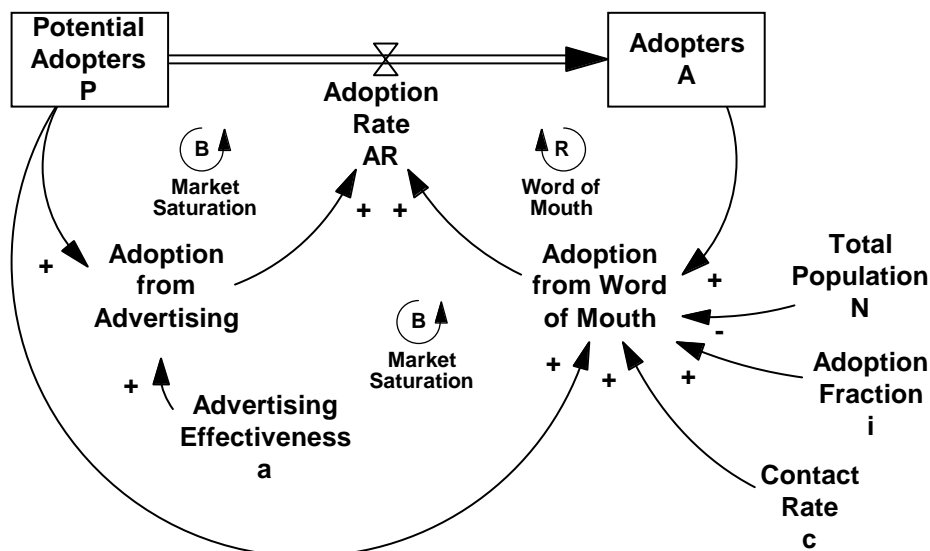 Potential
Adopters
P
Adopters
A
Adoption
Rate
AR
B
Market
Saturation
R
Word of
Mouth
+ +
+
Adoption
from
Advertising
Adoption
from Word
of Mouth
+
Total
Population
N
-
B
Market
Saturation
+
Advertising
Effectiveness
a
+
+
+
Adoption
Fraction
i
Contact
Rate
c